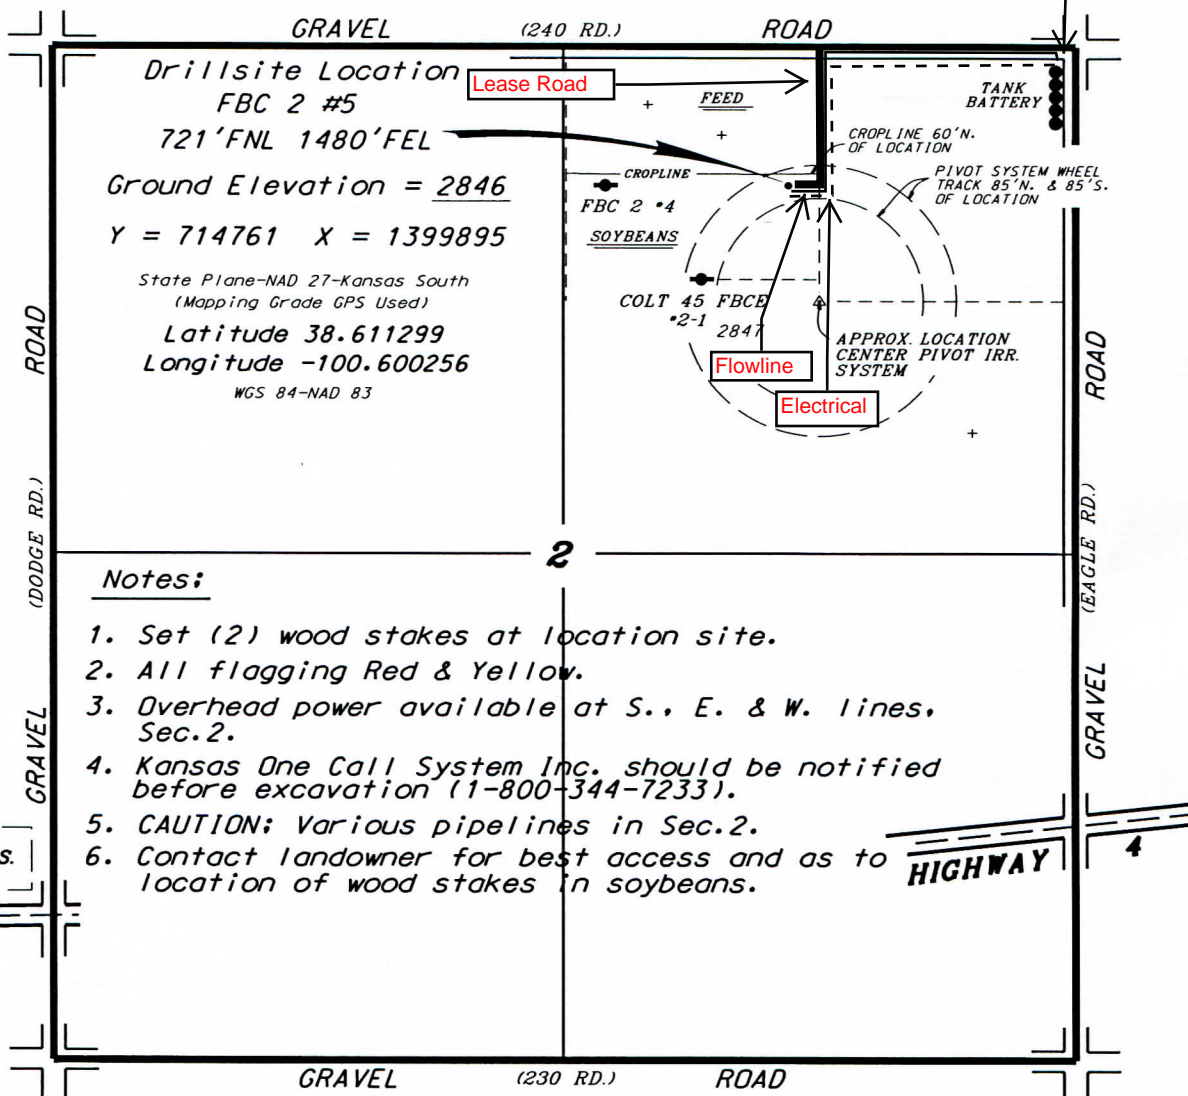 GRAVEL (240 RD.) ROAD
Drillsite Location
FBC 2 #5
721'FNL 1480'FEL
Ground Elevation = 2846
Y = 714761 X = 1399895
State Plane-NAD 27-Kansas South
(Mapping Grade GPS Used)
Latitude 38.611299
Longitude -100.600256
WGS 84-NAD 83
Lease Road
FEED
TANK
BATTERY
CROPLINE 60'N.
OF LOCATION
PIVOT SYSTEM WHEEL
TRACK 85'N. & 85'S.
OF LOCATION
CROPLINE
FBC 2 •4
SOYBEANS
COLT 45 FBCE
•2-1
2847
APPROX. LOCATION
CENTER PIVOT IRR.
SYSTEM
Flowline
Electrical
ROAD
(DODGE RD.)
GRAVEL
ROAD
(EAGLE RD.)
GRAVEL
2
Notes:
1. Set (2) wood stakes at location site.
2. All flagging Red & Yellow.
3. Overhead power available at S., E. & W. lines,
Sec.2.
4. Kansas One Call System Inc. should be notified
before excavation (1-800-344-7233).
5. CAUTION: Various pipelines in Sec.2.
6. Contact landowner for best access and as to
location of wood stakes in soybeans.
HIGHWAY 4
S.
GRAVEL (230 RD.) ROAD